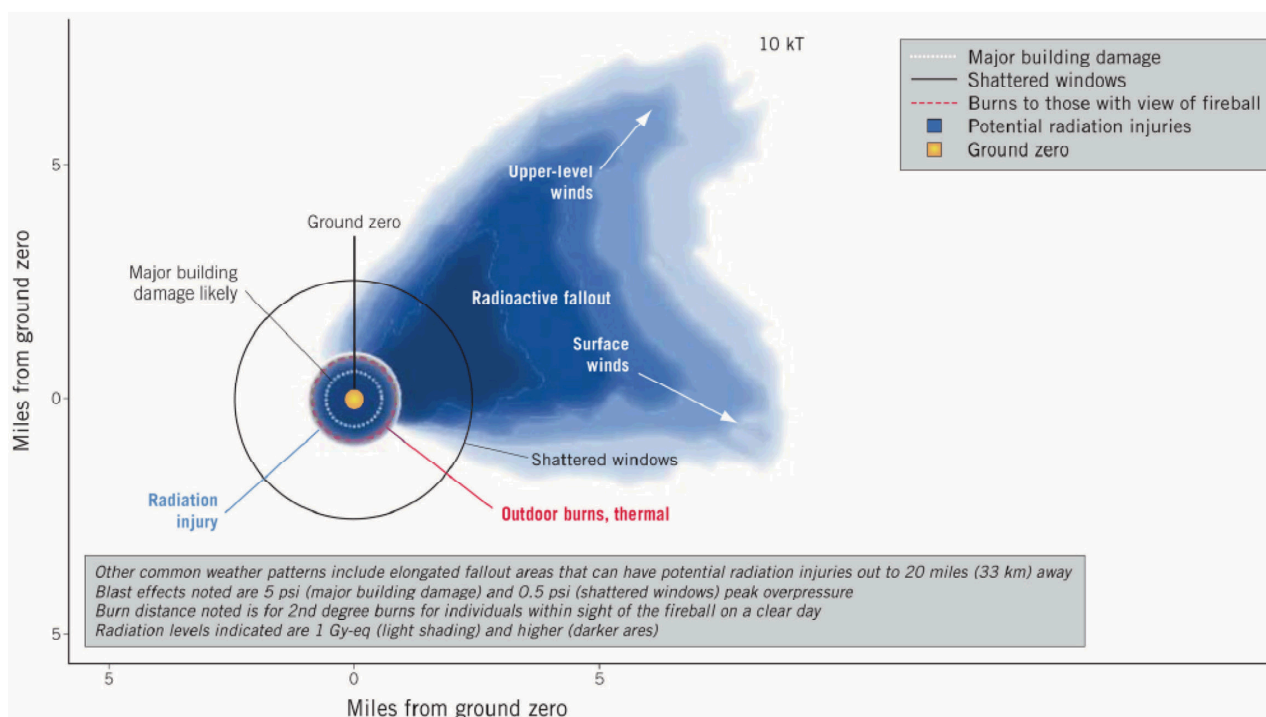 10 kT
Major building damage
Shattered windows
Burns to those with view of fireball
Potential radiation injuries
Ground zero
5
Upper-level
winds
Ground zero
Major building
damage likely
Radioactive fallout
Surface
winds
0
Miles from ground zero
Shattered windows
Radiation
injury
Outdoor burns, thermal
Other common weather patterns include elongated fallout areas that can have potential radiation injuries out to 20 miles (33 km) away
Blast effects noted are 5 psi (major building damage) and 0.5 psi (shattered windows) peak overpressure
Burn distance noted is for 2nd degree burns for individuals within sight of the fireball on a clear day
Radiation levels indicated are 1 Gy-eq (light shading) and higher (darker ares)
5
5
0
5
Miles from ground zero